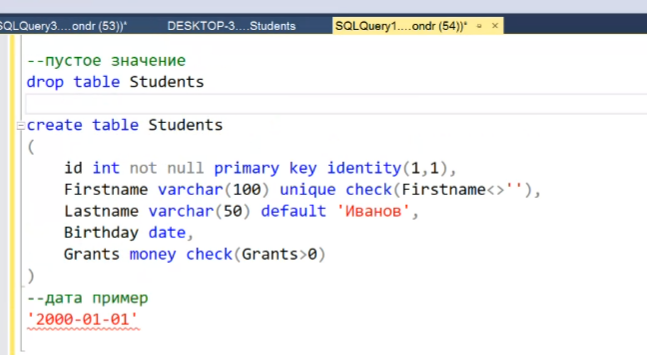 SQLQuery3....ondr (53))*
DESKTOP-3....Students
SQLQuery1....ondr (54))*
--пустое значение
drop table Students
create table Students
(
id int not null primary key identity(1,1),
Firstname varchar(100) unique check(Firstname<>''),
Lastname varchar(50) default 'Иванов',
Birthday date,
Grants money check(Grants>0)
)
--дата пример
'2000-01-01'